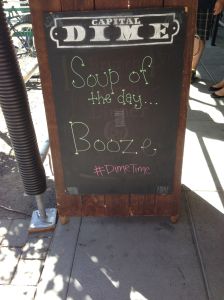 CAPITAL
DIME
Soup of
the day...
Booze
#DimeTime